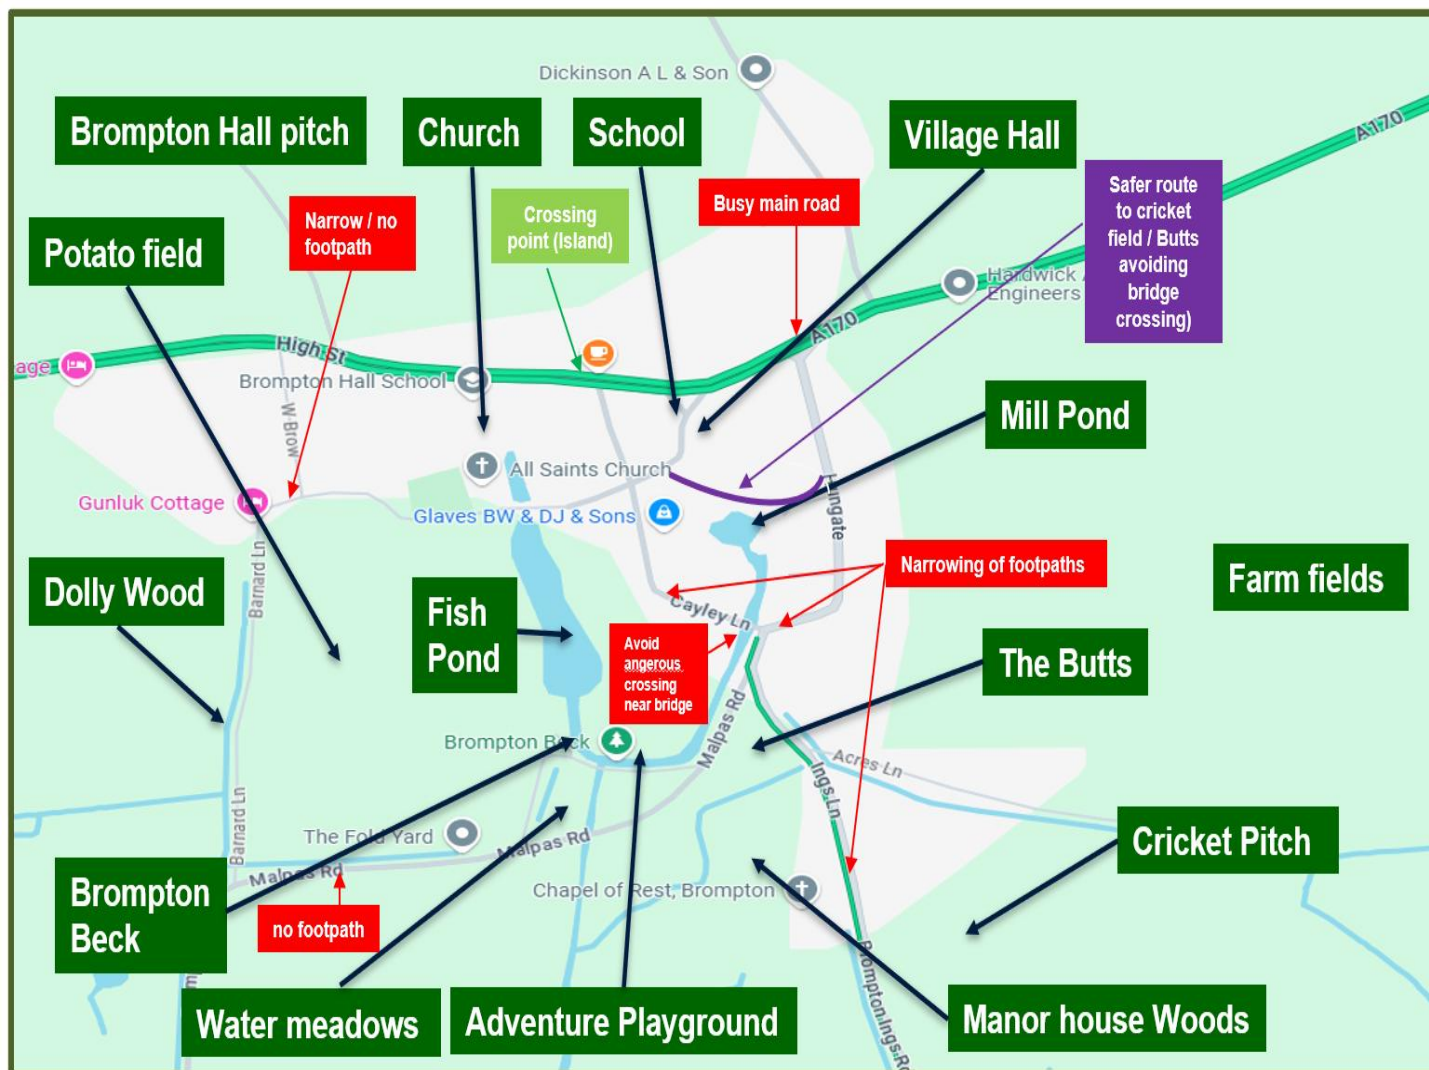 Dickinson A L & Son
Brompton Hall pitch
Church
School
Village Hall
A170
Safer route
to cricket
field / Butts
avoiding
bridge
crossing)
Narrow / no
footpath
Crossing
point (Island)
Busy main road
Potato field
Hardwick
Engineers
A170
High St
age
Brompton Hall School
W Brow
Mill Pond
All Saints Church
Gunluk Cottage
Glaves BW & DJ & Sons
Hungate
Barnard Ln
Narrowing of footpaths
Farm fields
Dolly Wood
Fish
Pond
Cayley Ln
Avoid
angerous
crossing
near bridge
The Butts
Malpas Rd
Brompton Beck
Acres Ln
Ings Ln
Barnard Ln
The Fold Yard
Malpas Rd
Malpas Rd
Cricket Pitch
Chapel of Rest, Brompton
Brompton
Beck
no footpath
Brompton Ings Rd
Water meadows
Adventure Playground
Manor house Woods